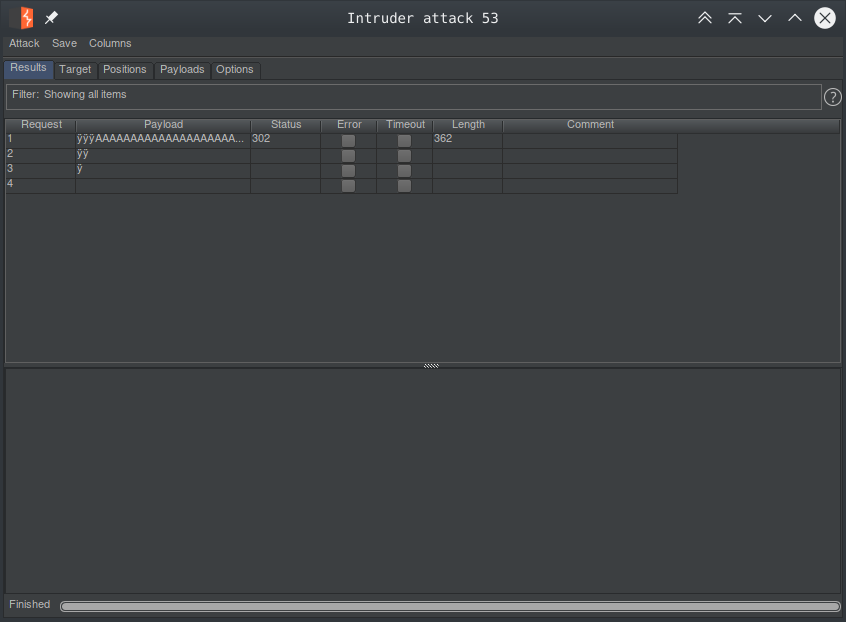 Intruder attack 53
Attack Save Columns
Results Target Positions Payloads Options
Filter: Showing all items
?
Request Payload Status Error Timeout Length Comment
1 ÿÿÿAAAAAAAAAAAAAAAAAAAA... 302 362
2 ÿÿ
3 ÿ
4
Finished